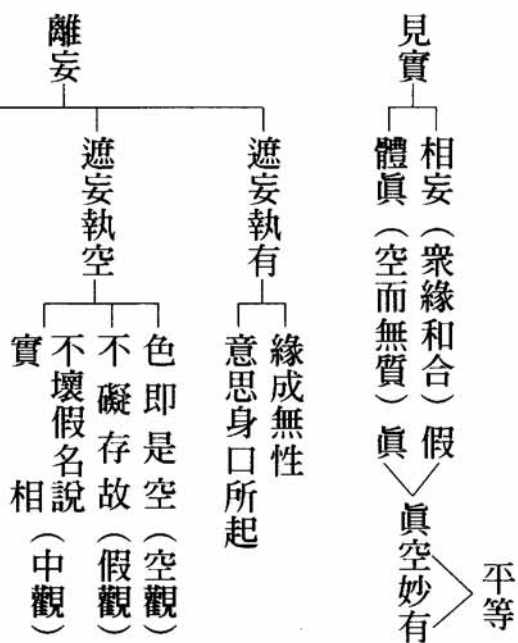 見實
相妄（衆緣和合）假
體眞（空而無質）眞
眞空妙有
平等
離妄
遮妄執有
緣成無性
意思身口所起
遮妄執空
色即是空（空觀）
不礙存故（假觀）
不壞假名說
實相（中觀）